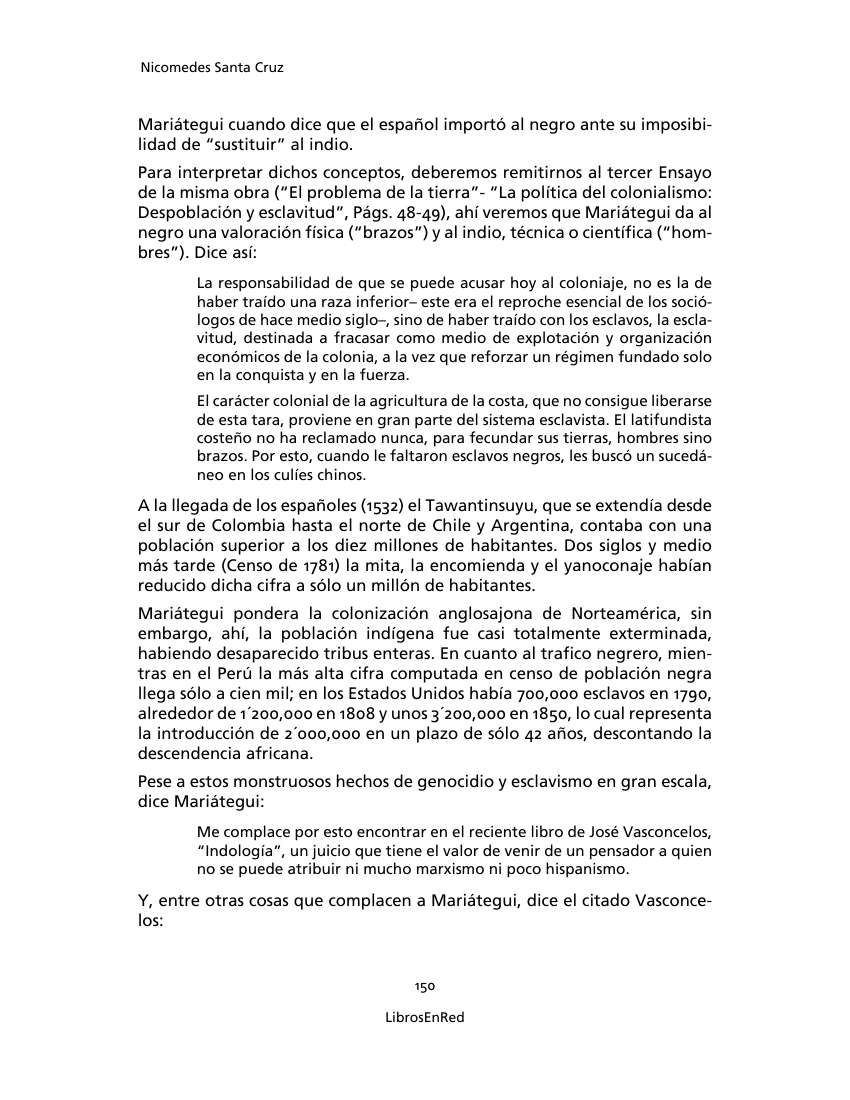 Nicomedes Santa Cruz
Mariátegui cuando dice que el español importó al negro ante su imposibi-
lidad de “sustituir” al indio.
Para interpretar dichos conceptos, deberemos remitirnos al tercer Ensayo
de la misma obra (“El problema de la tierra”- “La política del colonialismo:
Despoblación y esclavitud”, Págs. 48-49), ahí veremos que Mariátegui da al
negro una valoración física (“brazos”) y al indio, técnica o científica (“hom-
bres”). Dice así:
La responsabilidad de que se puede acusar hoy al coloniaje, no es la de
haber traído una raza inferior– este era el reproche esencial de los soció-
logos de hace medio siglo–, sino de haber traído con los esclavos, la escla-
vitud, destinada a fracasar como medio de explotación y organización
económicos de la colonia, a la vez que reforzar un régimen fundado solo
en la conquista y en la fuerza.
El carácter colonial de la agricultura de la costa, que no consigue liberarse
de esta tara, proviene en gran parte del sistema esclavista. El latifundista
costeño no ha reclamado nunca, para fecundar sus tierras, hombres sino
brazos. Por esto, cuando le faltaron esclavos negros, les buscó un sucedá-
neo en los culíes chinos.
A la llegada de los españoles (1532) el Tawantinsuyu, que se extendía desde
el sur de Colombia hasta el norte de Chile y Argentina, contaba con una
población superior a los diez millones de habitantes. Dos siglos y medio
más tarde (Censo de 1781) la mita, la encomienda y el yanoconaje habían
reducido dicha cifra a sólo un millón de habitantes.
Mariátegui pondera la colonización anglosajona de Norteamérica, sin
embargo, ahí, la población indígena fue casi totalmente exterminada,
habiendo desaparecido tribus enteras. En cuanto al trafico negrero, mien-
tras en el Perú la más alta cifra computada en censo de población negra
llega sólo a cien mil; en los Estados Unidos había 700,000 esclavos en 1790,
alrededor de 1´200,000 en 1808 y unos 3´200,000 en 1850, lo cual representa
la introducción de 2´000,000 en un plazo de sólo 42 años, descontando la
descendencia africana.
Pese a estos monstruosos hechos de genocidio y esclavismo en gran escala,
dice Mariátegui:
Me complace por esto encontrar en el reciente libro de José Vasconcelos,
“Indología”, un juicio que tiene el valor de venir de un pensador a quien
no se puede atribuir ni mucho marxismo ni poco hispanismo.
Y, entre otras cosas que complacen a Mariátegui, dice el citado Vasconce-
los:
150
LibrosEnRed